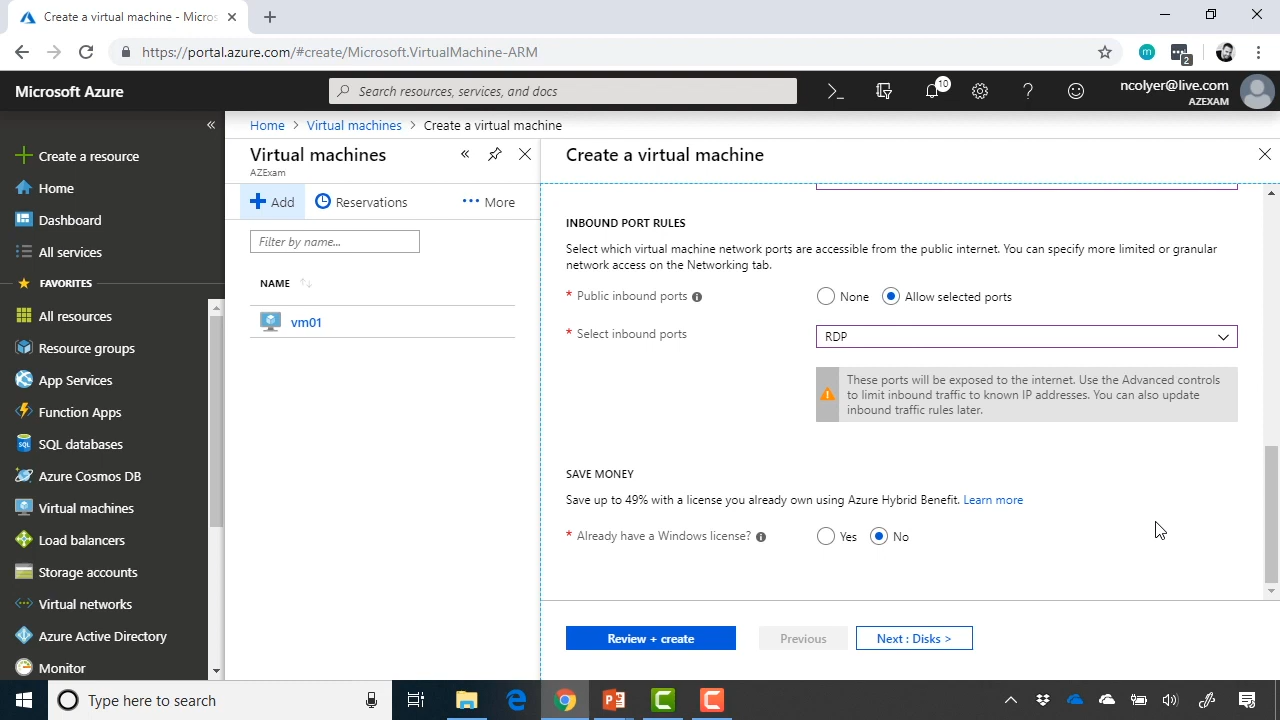 Create a virtual machine - Micros
https://portal.azure.com/#create/Microsoft.VirtualMachine-ARM
m
2
Microsoft Azure
Search resources, services, and docs
10
ncolyer@live.com
AZEXAM
Create a resource
Home
Dashboard
All services
FAVORITES
All resources
Resource groups
App Services
Function Apps
SQL databases
Azure Cosmos DB
Virtual machines
Load balancers
Storage accounts
Virtual networks
Azure Active Directory
Monitor
Home > Virtual machines > Create a virtual machine
Virtual machines
AZExam
Add Reservations ••• More
Filter by name...
NAME
vm01
Create a virtual machine
INBOUND PORT RULES
Select which virtual machine network ports are accessible from the public internet. You can specify more limited or granular
network access on the Networking tab.
* Public inbound ports None Allow selected ports
* Select inbound ports RDP
These ports will be exposed to the internet. Use the Advanced controls
to limit inbound traffic to known IP addresses. You can also update
inbound traffic rules later.
SAVE MONEY
Save up to 49% with a license you already own using Azure Hybrid Benefit. Learn more
* Already have a Windows license? Yes No
Review + create Previous Next : Disks >
Type here to search